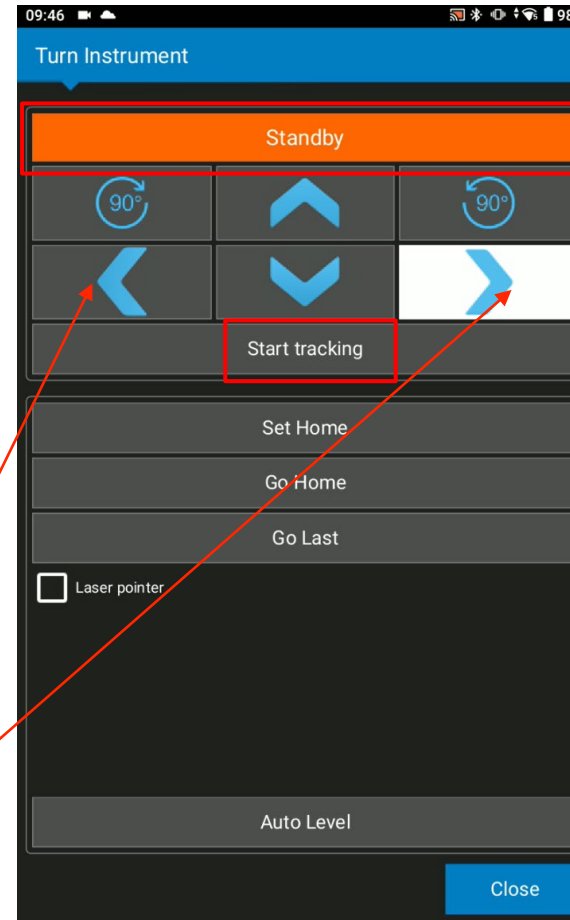 09:46
98
Turn Instrument
Standby
90°
90°
Start tracking
Set Home
Go Home
Go Last
Laser pointer
Auto Level
Close